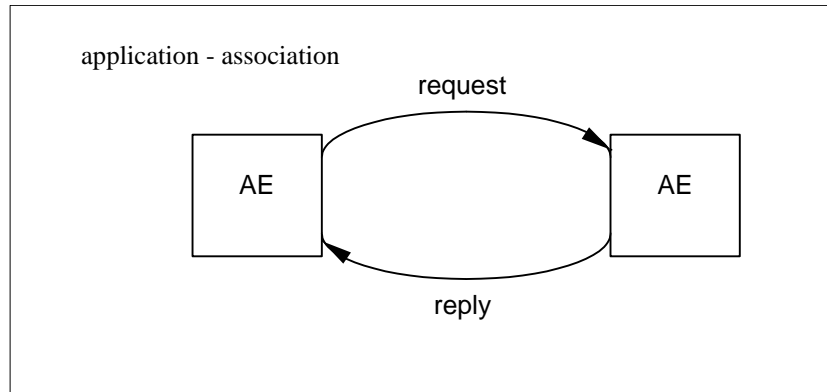 application - association
request
AE
AE
reply